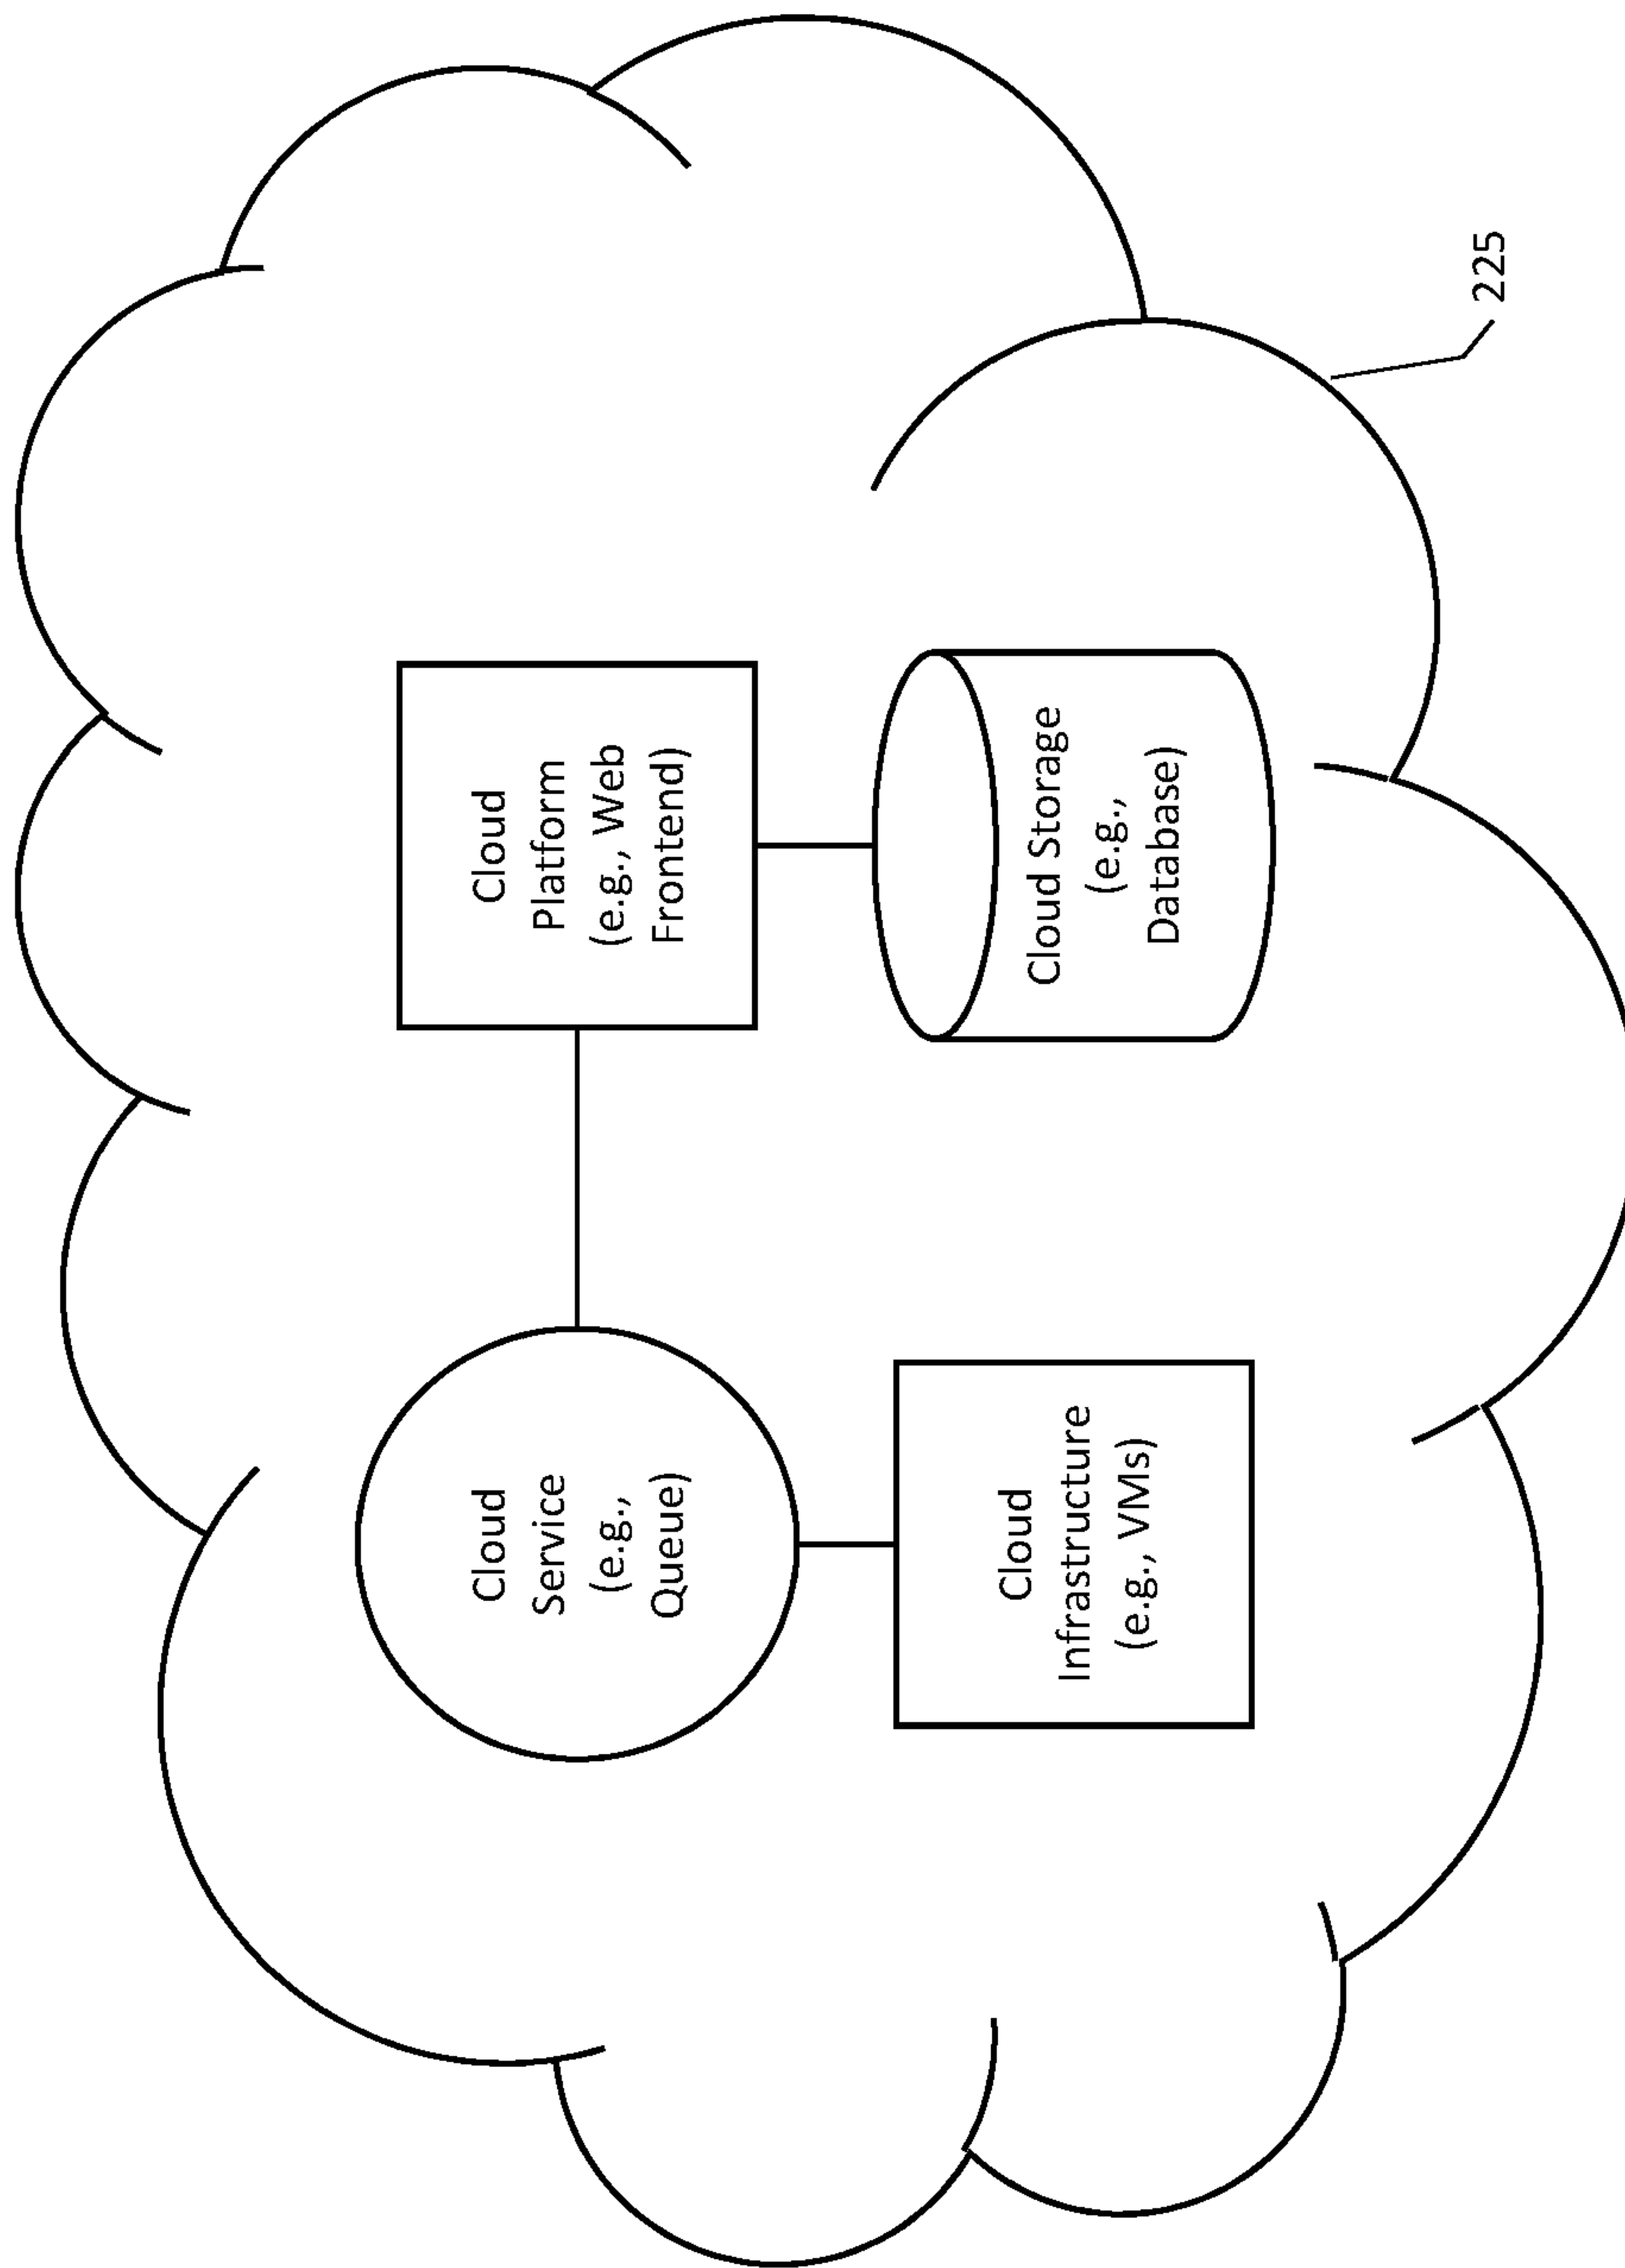 Cloud
Service
(e.g.,
Queue)
Cloud
Platform
(e.g., Web
Frontend)
Cloud
Infrastructure
(e.g., VMs)
Cloud Storage
(e.g.,
Database)
225